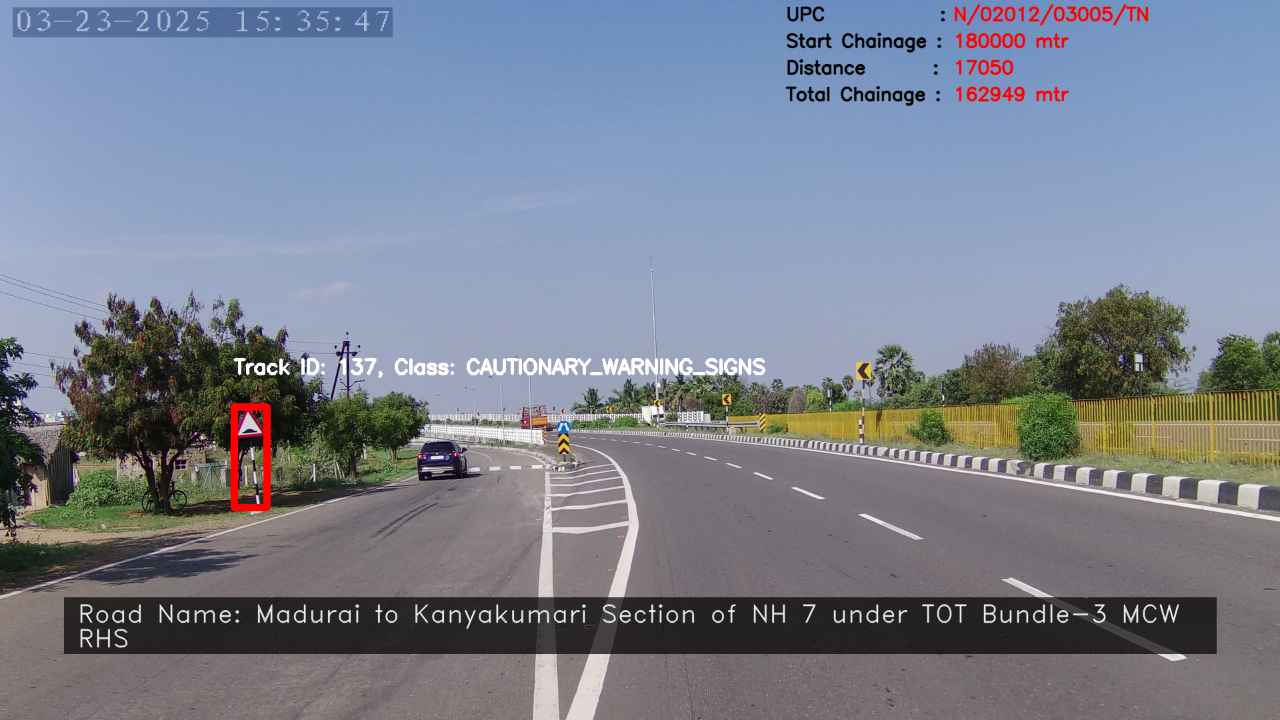 03-23-2025 15:35:47
UPC : N/02012/03005/TN
Start Chainage : 180000 mtr
Distance : 17050
Total Chainage : 162949 mtr
Track ID: 137, Class: CAUTIONARY_WARNING_SIGNS
Road Name: Madurai to Kanyakumari Section of NH 7 under TOT Bundle-3 MCW
RHS